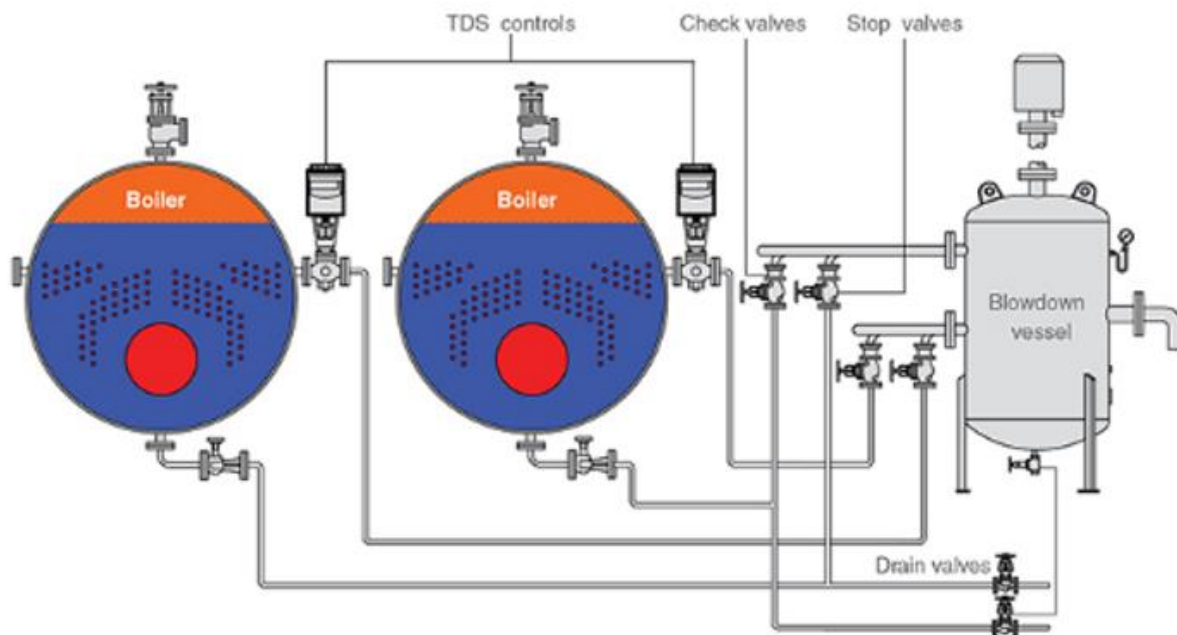 TDS controls
Check valves
Stop valves
Boiler
Boiler
Blowdown
vessel
Drain valves